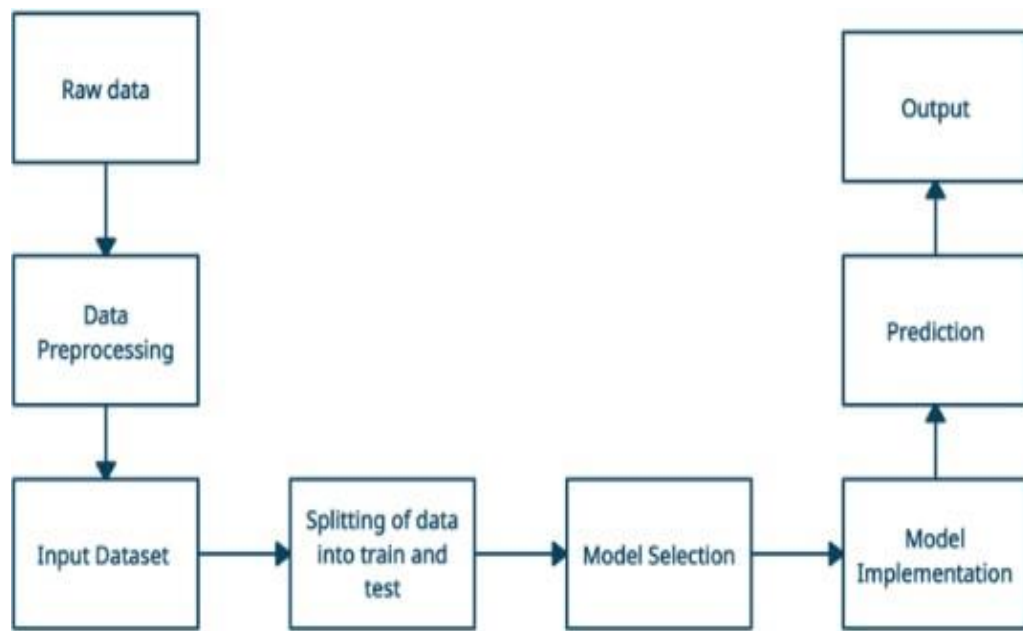 Raw data
Data
Preprocessing
Input Dataset
Splitting of data
into train and
test
Model Selection
Model
Implementation
Prediction
Output